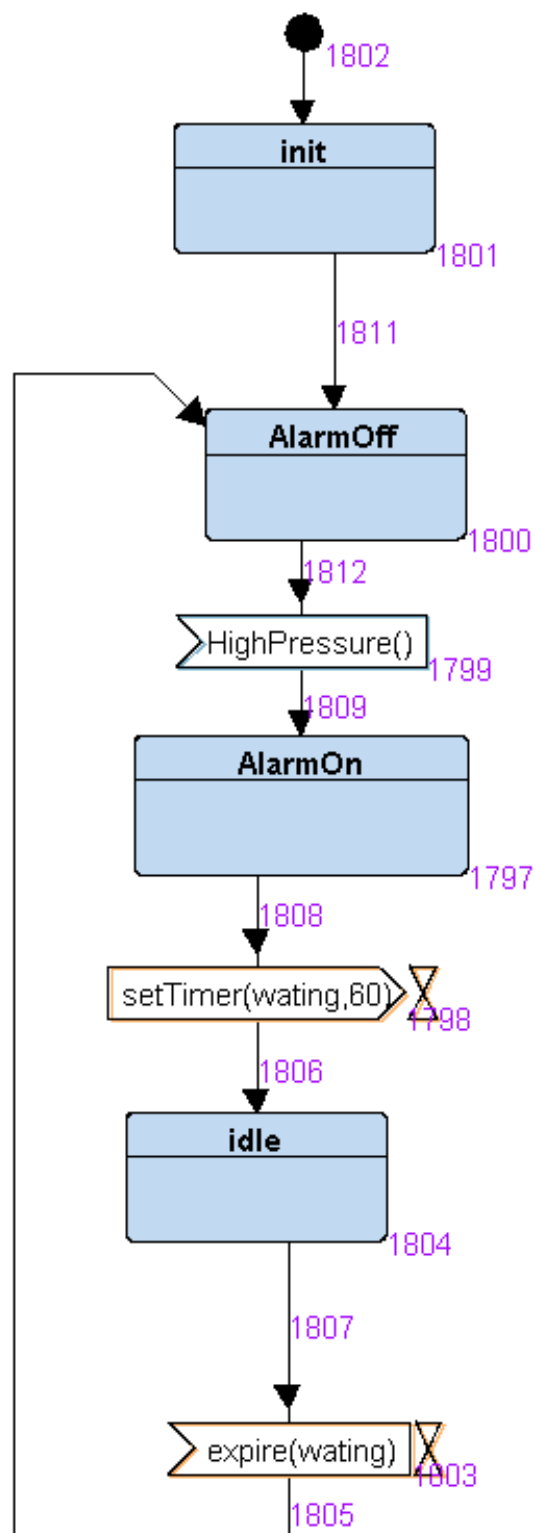 1802
init
1801
1811
AlarmOff
1800
1812
HighPressure()
1799
1809
AlarmOn
1797
1808
setTimer(wating,60)
1798
1806
idle
1804
1807
expire(wating)
1803
1805